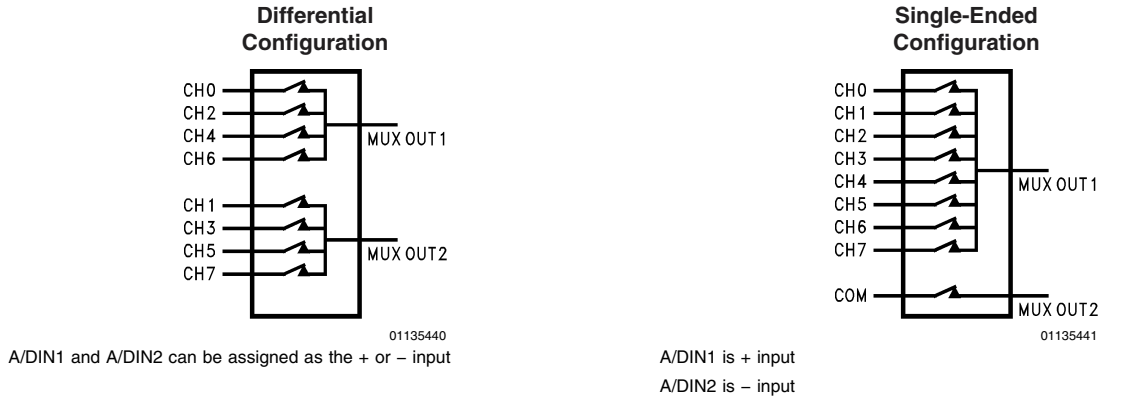 Differential
Configuration
CH0
CH2
CH4
CH6
MUX OUT1
CH1
CH3
CH5
CH7
MUX OUT2
01135440
A/DIN1 and A/DIN2 can be assigned as the + or − input
Single-Ended
Configuration
CH0
CH1
CH2
CH3
CH4
CH5
CH6
CH7
MUX OUT1
COM
MUX OUT2
01135441
A/DIN1 is + input
A/DIN2 is − input